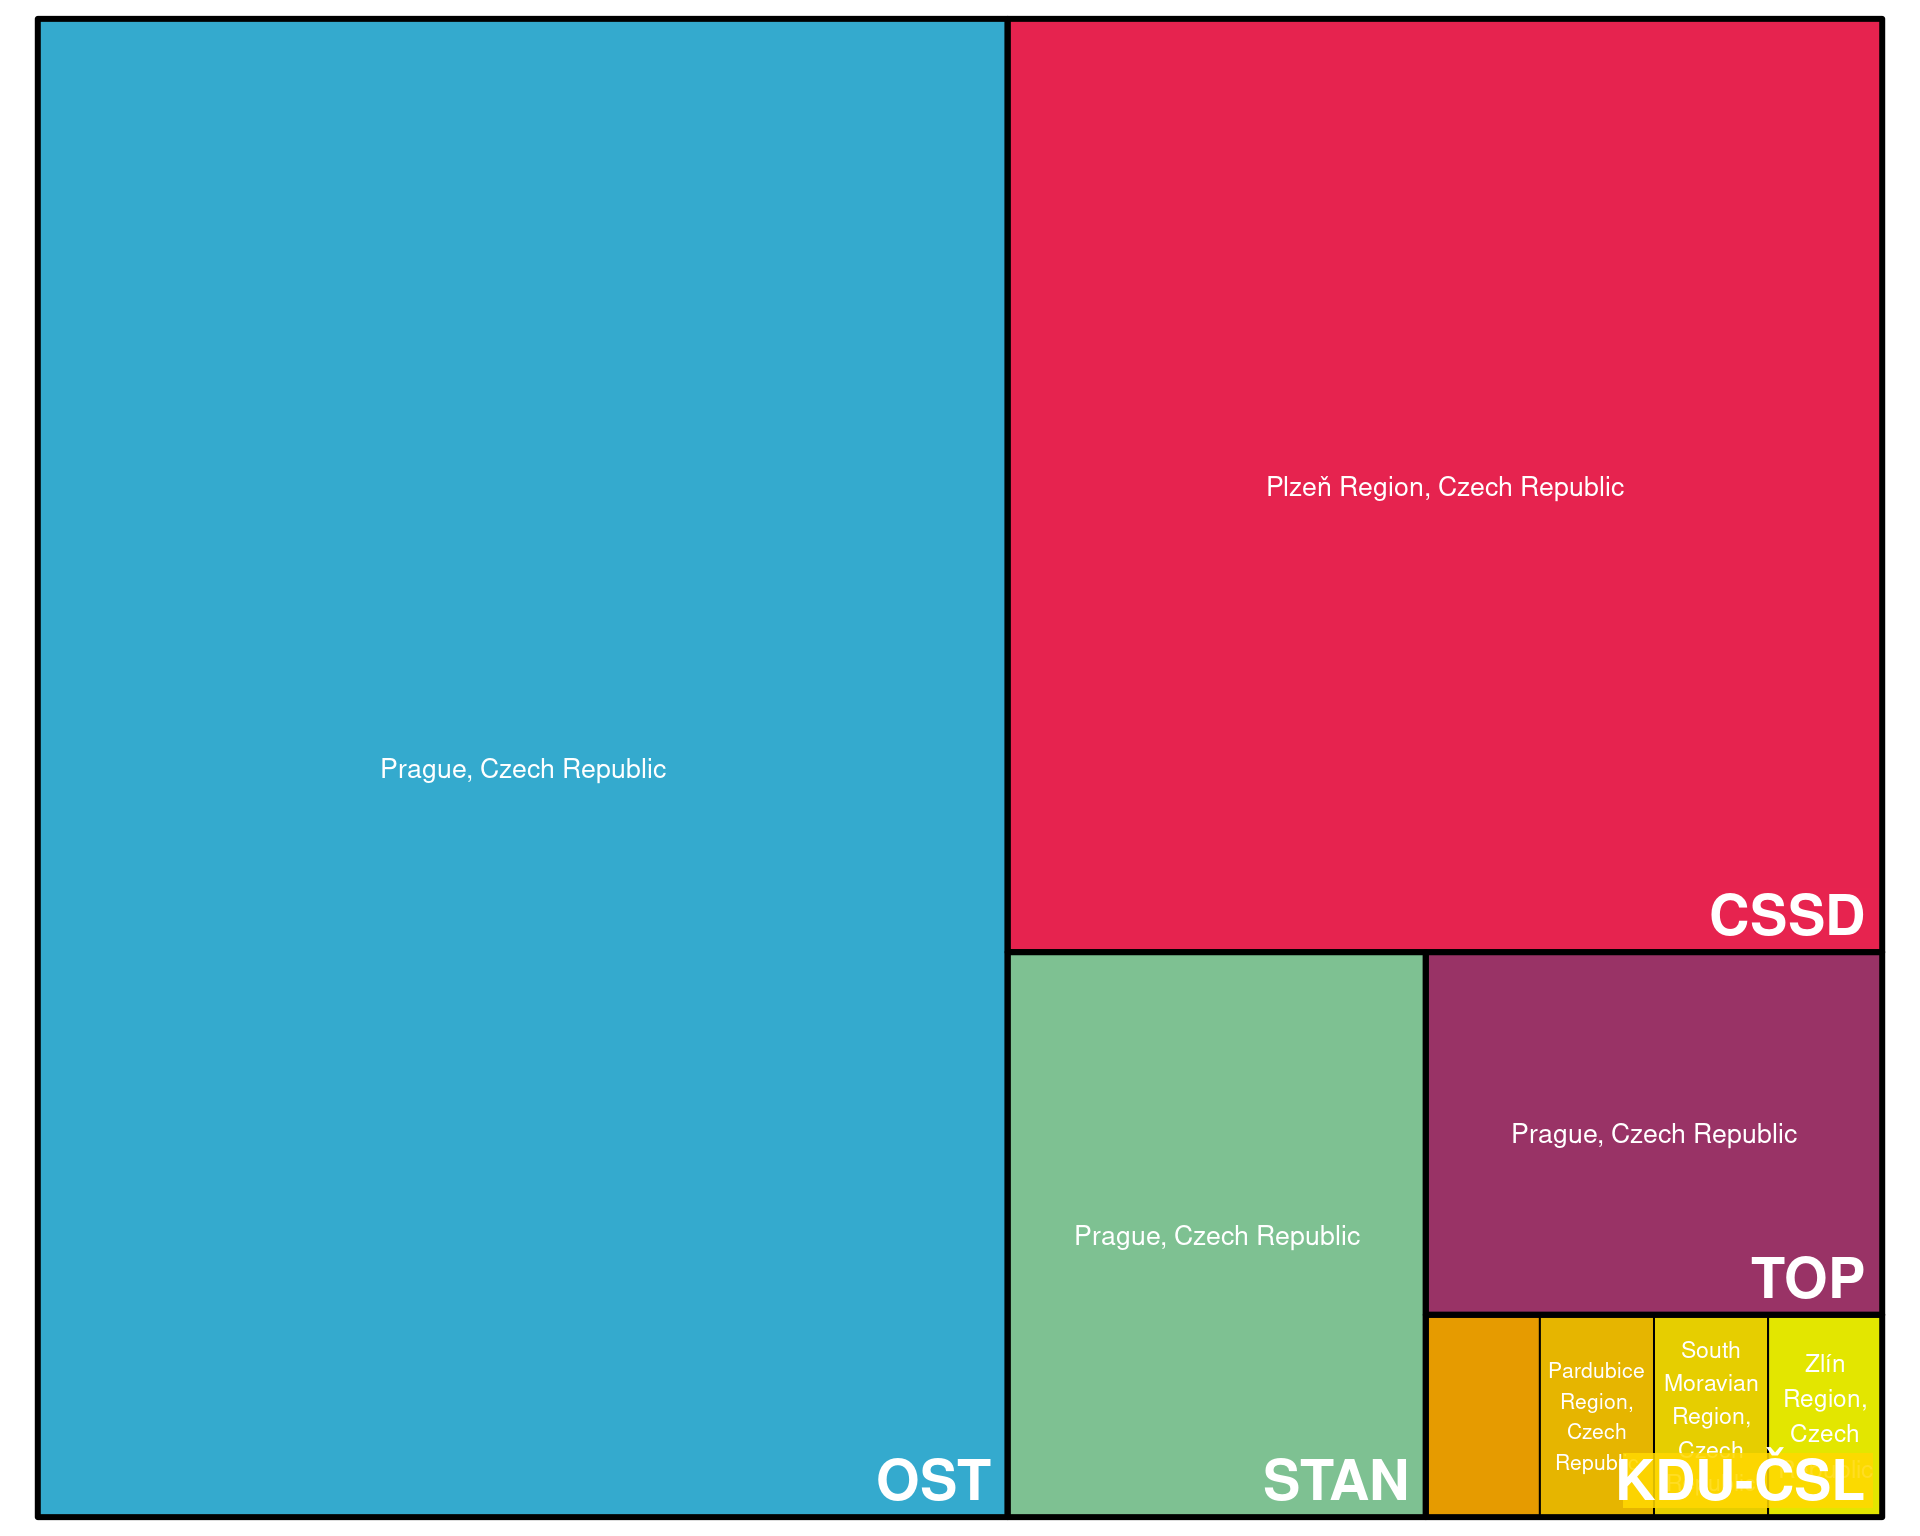 Prague, Czech Republic
OST
Plzeň Region, Czech Republic
CSSD
Prague, Czech Republic
STAN
Prague, Czech Republic
TOP
Pardubice
Region,
Czech
South
Moravian
Region,
Czech
Zlín
Region,
Czech
KDU-ČSL